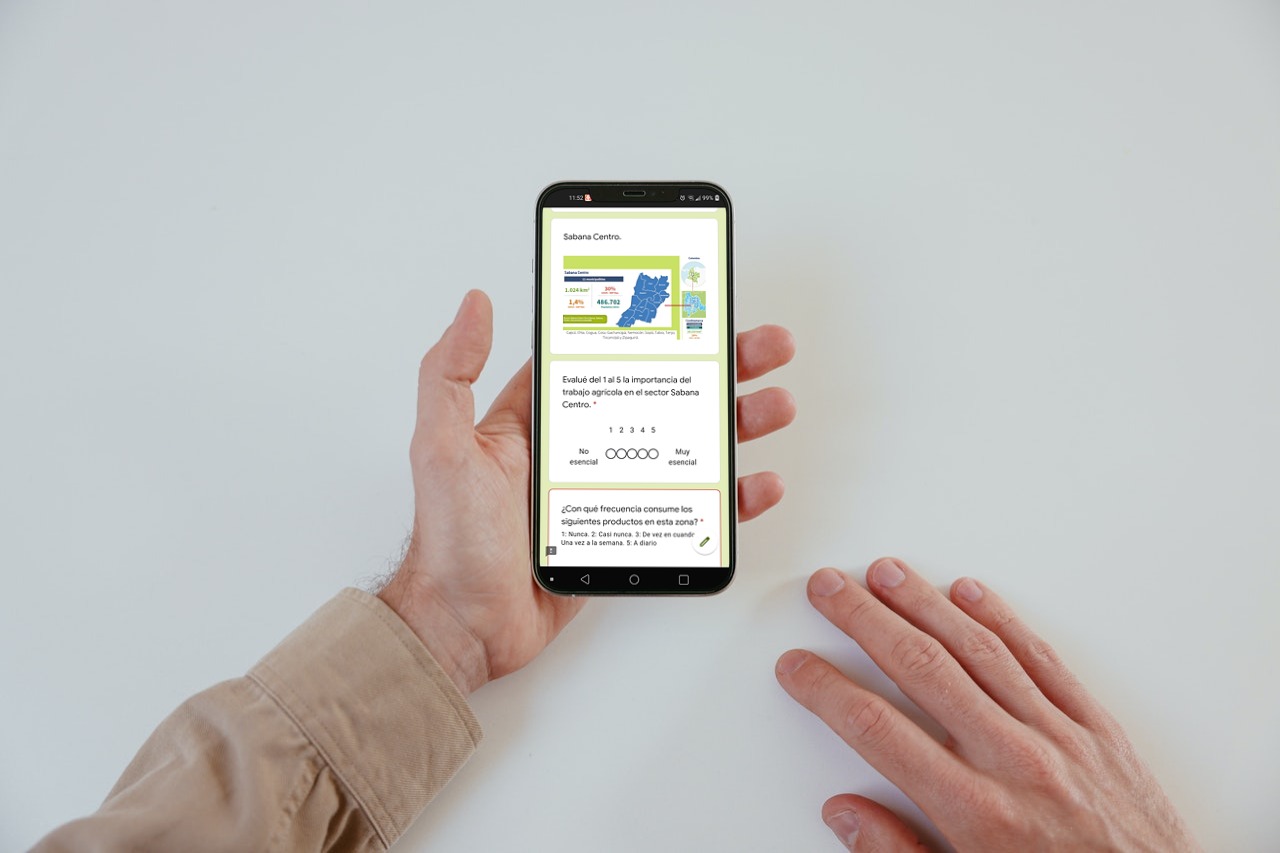 11:52
99%
Sabana Centro.
Sabana Centro
1.024 km²
30%
1,4%
486.702
Evalué del 1 al 5 la importancia del
trabajo agrícola en el sector Sabana
Centro. *
1 2 3 4 5
No
esencial
Muy
esencial
¿Con qué frecuencia consume los
siguientes productos en esta zona? *
1: Nunca. 2: Casi nunca. 3: De vez en cuando
Una vez a la semana. 5: A diario